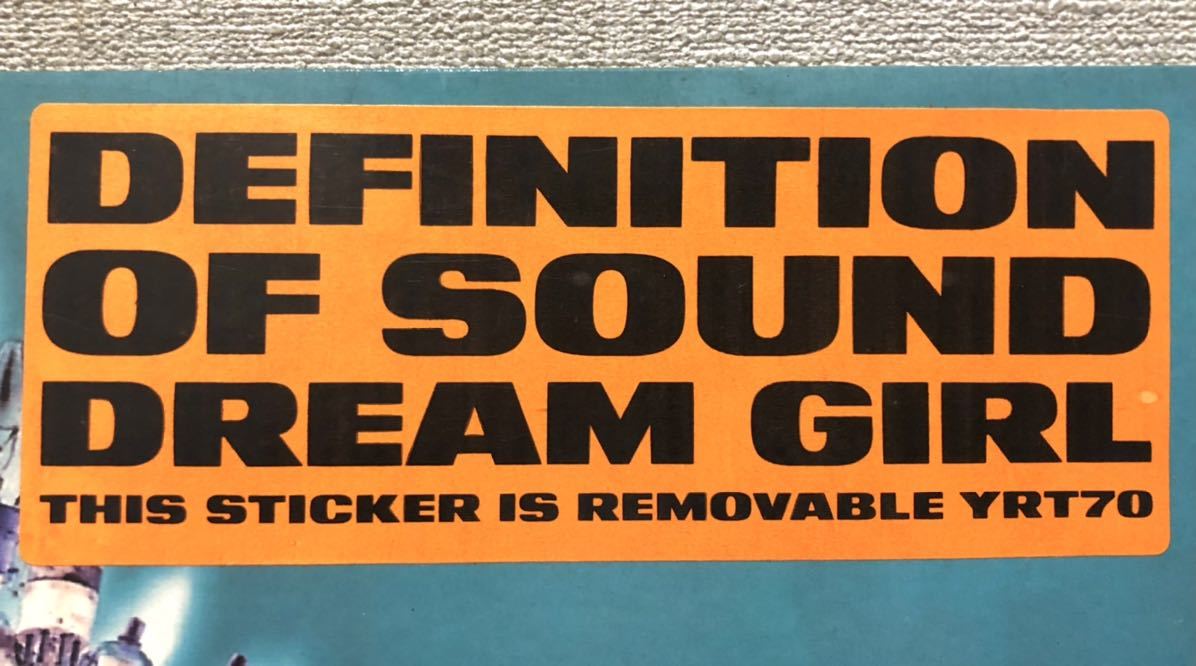 DEFINITION
OF SOUND
DREAM GIRL
THIS STICKER IS REMOVABLE YRT70